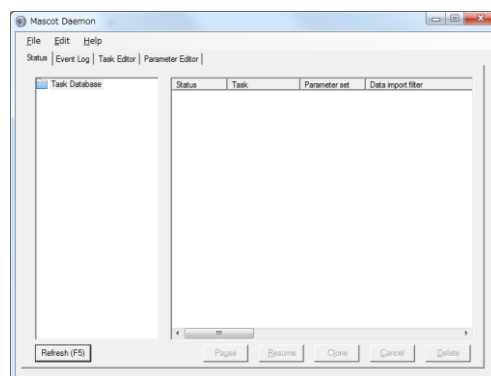 Mascot Daemon
File Edit Help
Status Event Log Task Editor Parameter Editor
Task Database
Status Task Parameter set Data import filter
Refresh (F5) Pause Resume Clone Cancel Delete